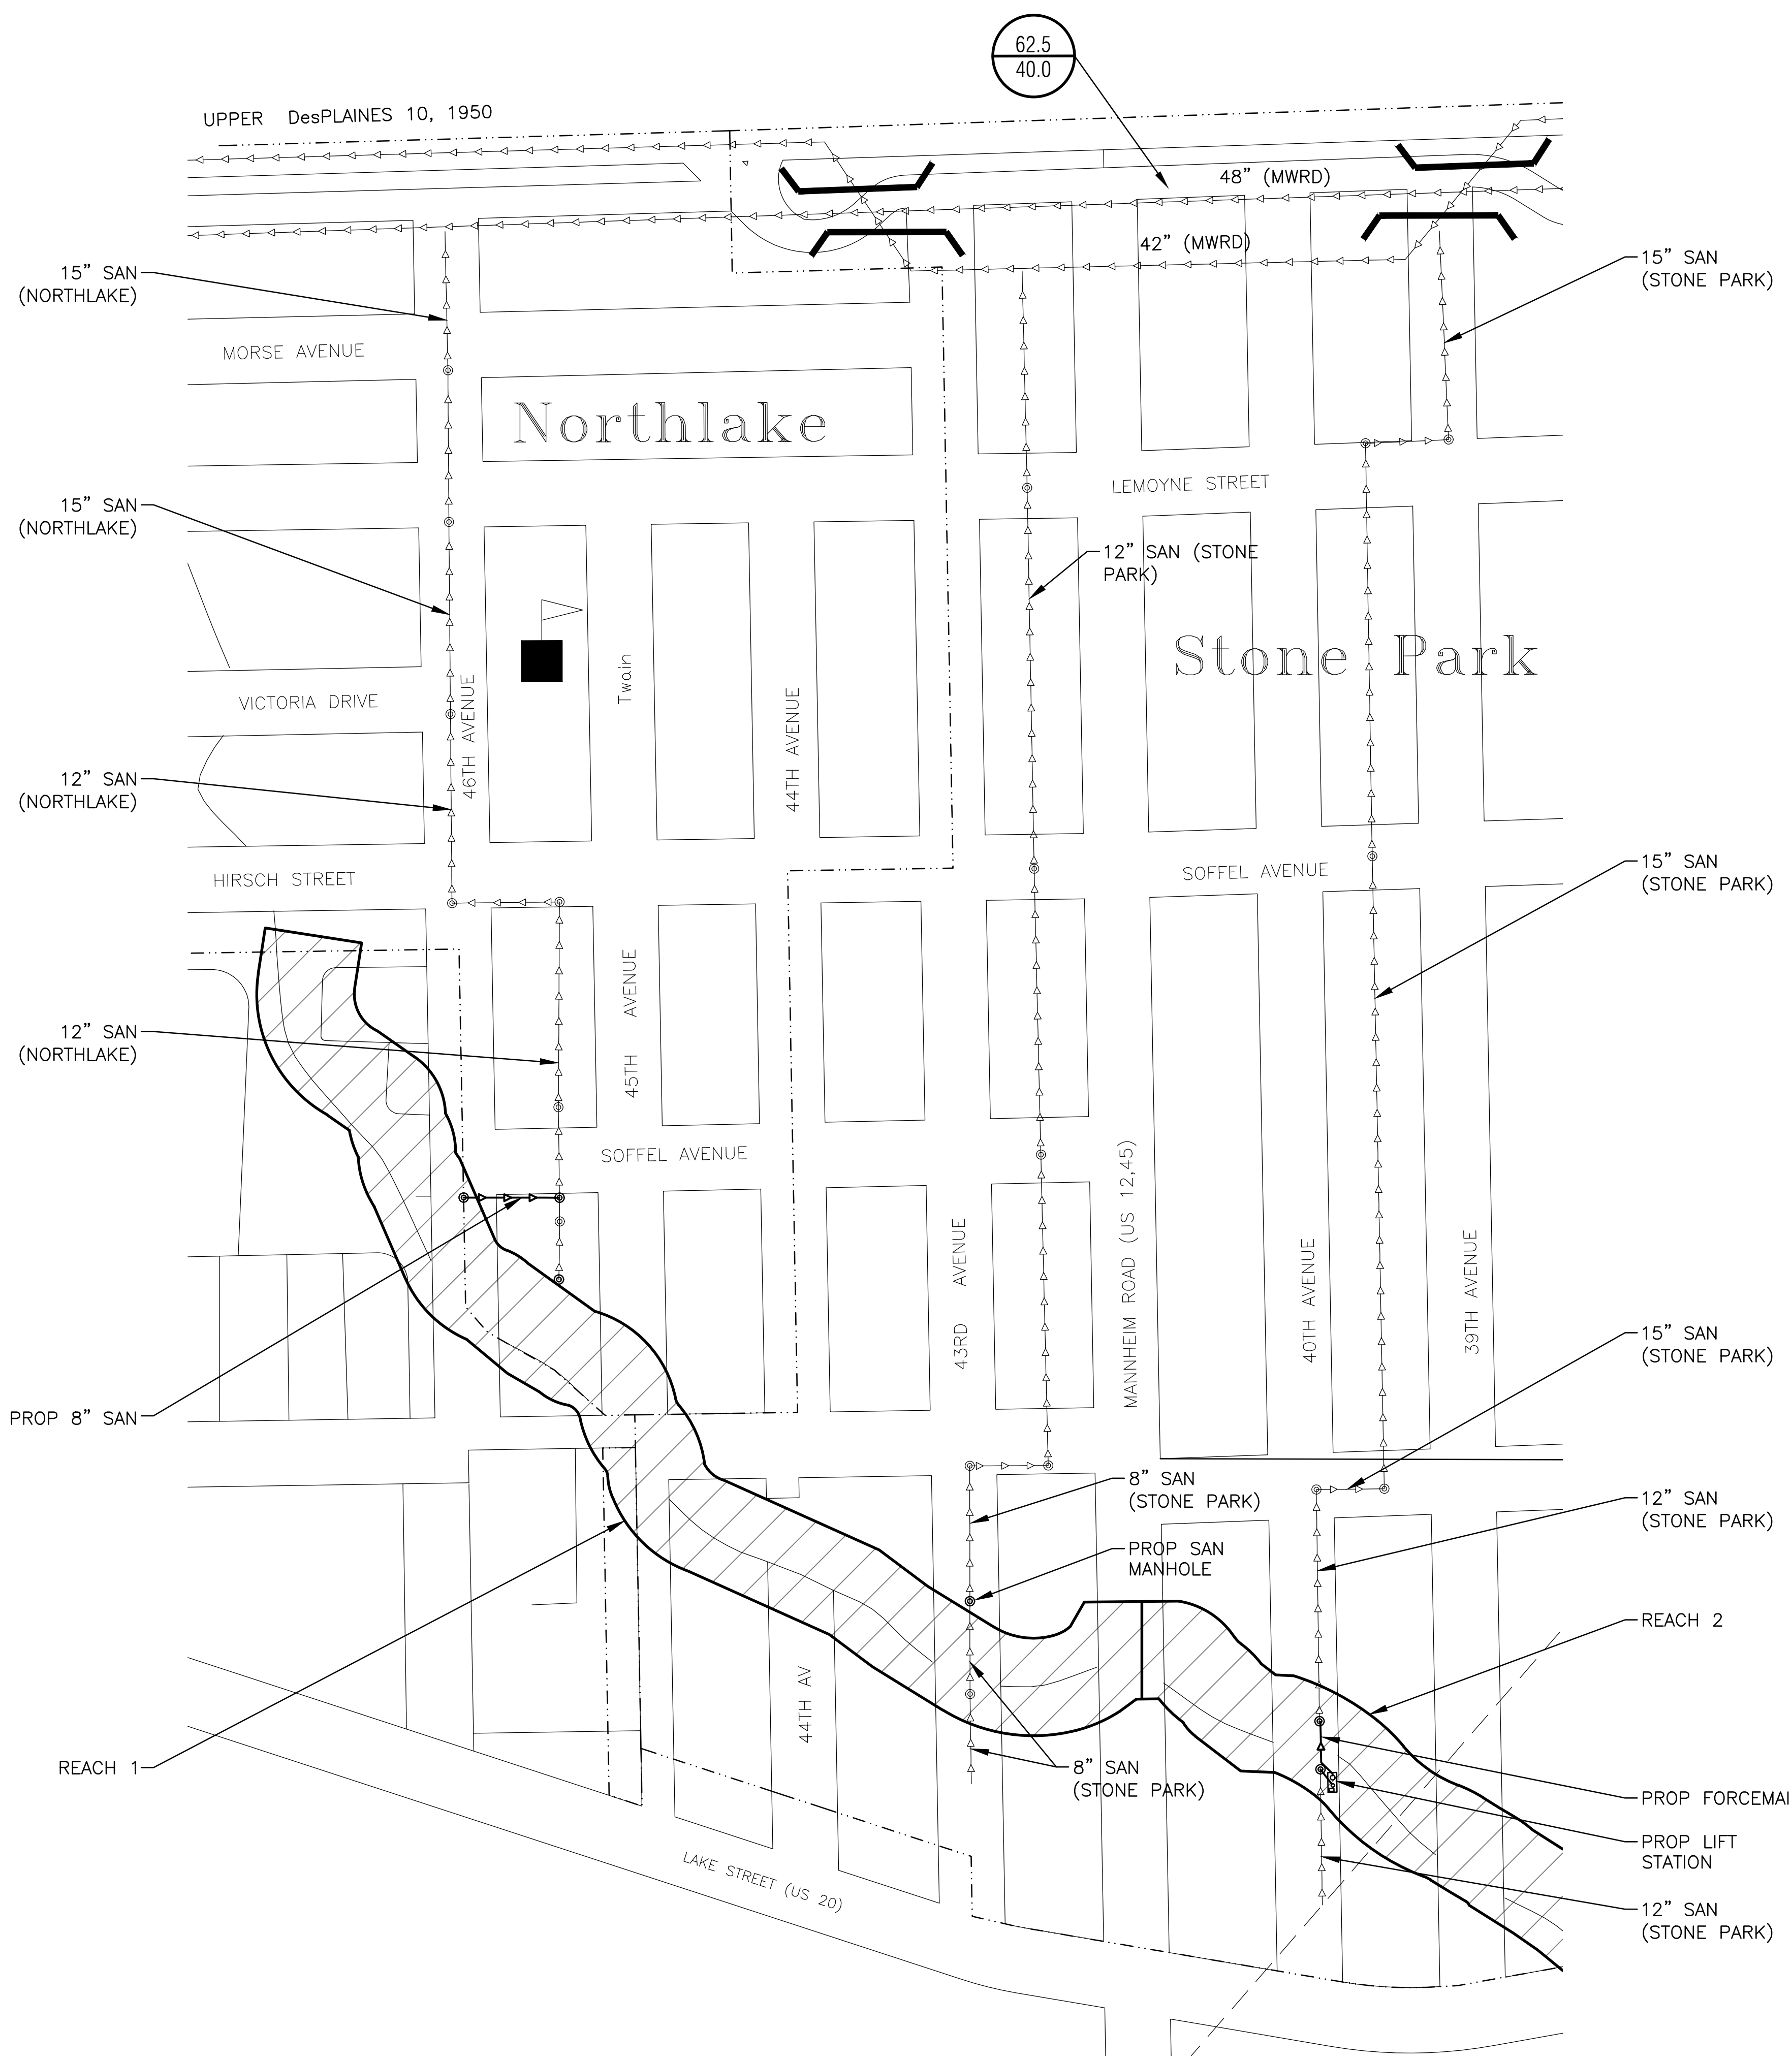 62.5
40.0
UPPER DesPLAINES 10, 1950
48” (MWRD)
42” (MWRD)
15” SAN
(NORTHLAKE)
15” SAN
(STONE PARK)
MORSE AVENUE
Northlake
LEMOYNE STREET
15” SAN
(NORTHLAKE)
12” SAN (STONE
PARK)
Stone Park
Twain
VICTORIA DRIVE
46TH AVENUE
44TH AVENUE
12” SAN
(NORTHLAKE)
HIRSCH STREET
SOFFEL AVENUE
15” SAN
(STONE PARK)
12” SAN
(NORTHLAKE)
45TH AVENUE
SOFFEL AVENUE
43RD AVENUE
MANNHEIM ROAD (US 12,45)
40TH AVENUE
39TH AVENUE
15” SAN
(STONE PARK)
PROP 8” SAN
8” SAN
(STONE PARK)
12” SAN
(STONE PARK)
PROP SAN
MANHOLE
REACH 2
44TH AV
REACH 1
8” SAN
(STONE PARK)
PROP FORCEMAI
PROP LIFT
STATION
LAKE STREET (US 20)
12” SAN
(STONE PARK)